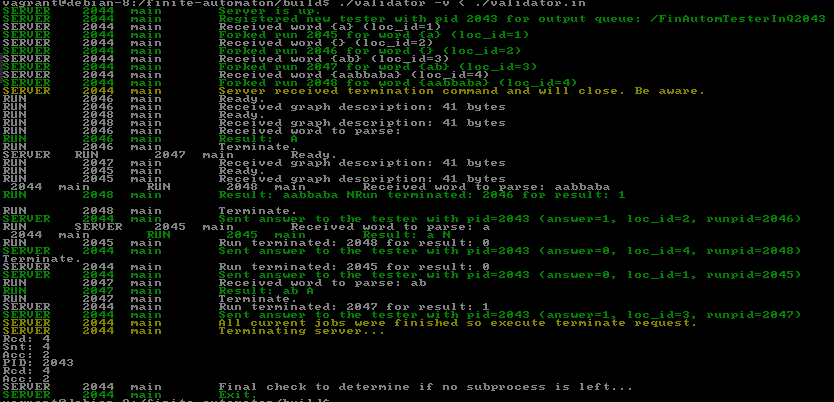 vagrant@debian-8:/finite-automaton/build$ ./validator -v < ./validator.in
SERVER 2044 main Server is up.
SERVER 2044 main Registered new tester with pid 2043 for output queue: /FinAutomTesterInQ2043
SERVER 2044 main Received word {a} (loc_id=1)
SERVER 2044 main Forked run 2045 for word {a} (loc_id=1)
SERVER 2044 main Received word {} (loc_id=2)
SERVER 2044 main Forked run 2046 for word {} (loc_id=2)
SERVER 2044 main Received word {ab} (loc_id=3)
SERVER 2044 main Forked run 2047 for word {ab} (loc_id=3)
SERVER 2044 main Received word {aabbaba} (loc_id=4)
SERVER 2044 main Forked run 2048 for word {aabbaba} (loc_id=4)
SERVER 2044 main Server received termination command and will close. Be aware.
RUN 2046 main Ready.
RUN 2046 main Received graph description: 41 bytes
RUN 2048 main Ready.
RUN 2048 main Received graph description: 41 bytes
RUN 2046 main Received word to parse:
RUN 2046 main Result: A
RUN 2046 main Terminate.
SERVER RUN 2047 main Ready.
RUN 2047 main Received graph description: 41 bytes
RUN 2045 main Ready.
RUN 2045 main Received graph description: 41 bytes
2044 main RUN 2048 main Received word to parse: aabbaba
RUN 2048 main Result: aabbaba NRun terminated: 2046 for result: 1
RUN 2048 main Terminate.
SERVER 2044 main Sent answer to the tester with pid=2043 (answer=1, loc_id=2, runpid=2046)
RUN SERVER 2045 main Received word to parse: a
2044 main RUN 2045 main Result: a N
RUN 2045 main Run terminated: 2048 for result: 0
SERVER 2044 main Sent answer to the tester with pid=2043 (answer=0, loc_id=4, runpid=2048)
Terminate.
SERVER 2044 main Run terminated: 2045 for result: 0
SERVER 2044 main Sent answer to the tester with pid=2043 (answer=0, loc_id=1, runpid=2045)
RUN 2047 main Received word to parse: ab
RUN 2047 main Result: ab A
RUN 2047 main Terminate.
SERVER 2044 main Run terminated: 2047 for result: 1
SERVER 2044 main Sent answer to the tester with pid=2043 (answer=1, loc_id=3, runpid=2047)
SERVER 2044 main All current jobs were finished so execute terminate request.
SERVER 2044 main Terminating server...
Rcd: 4
Snt: 4
Acc: 2
PID: 2043
Rcd: 4
Acc: 2
SERVER 2044 main Final check to determine if no subprocess is left...
SERVER 2044 main Exit.
vagrant@debian-8:/finite-automaton/build$